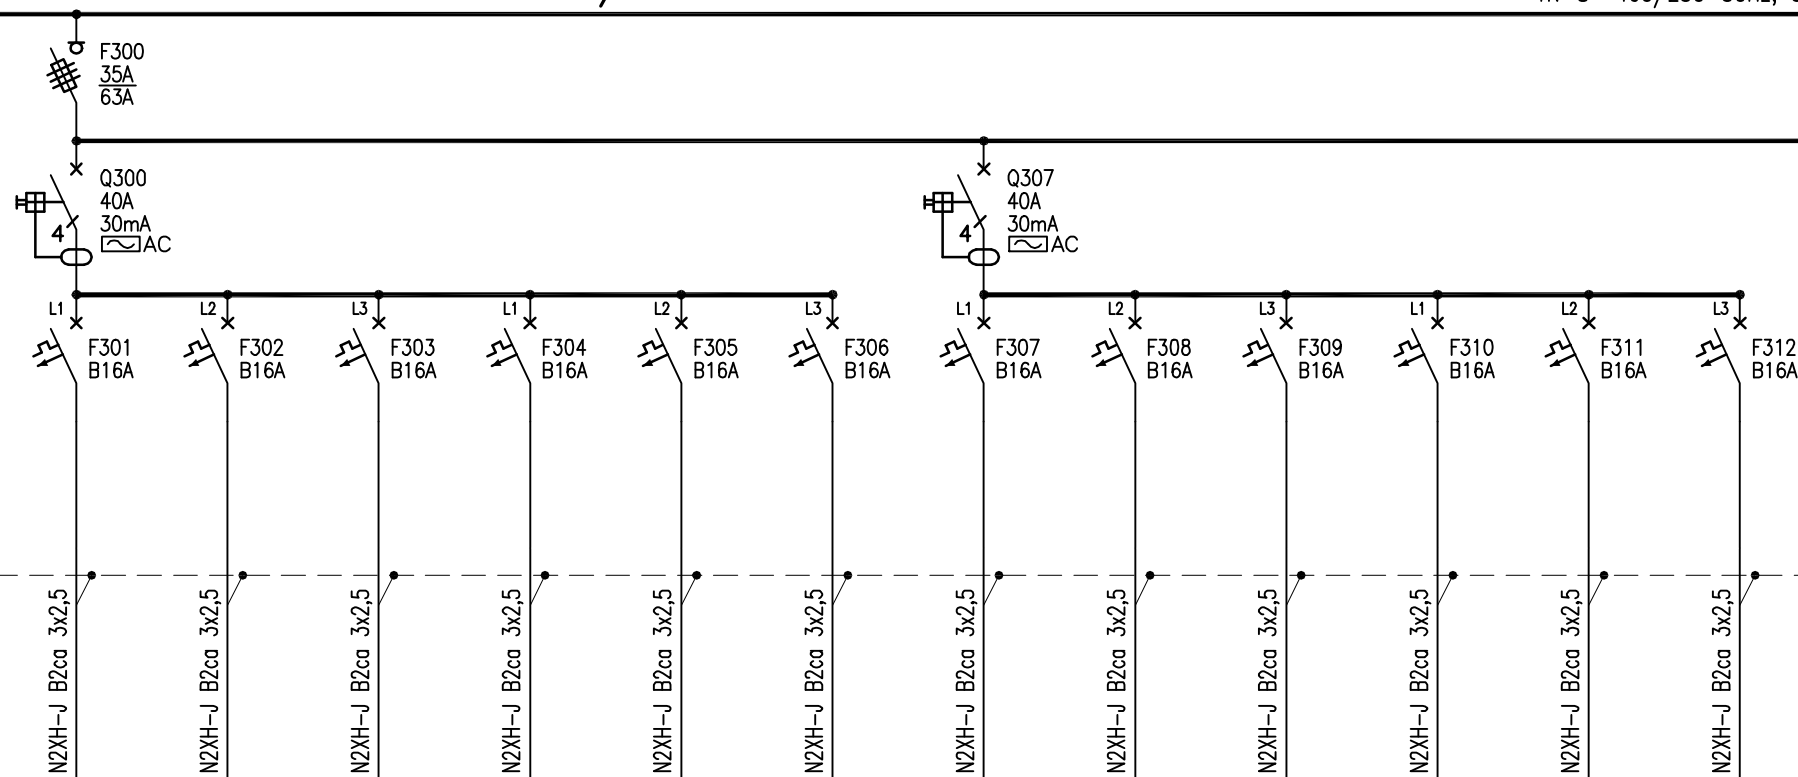 F300
35A
63A
Q300
40A
30mA
AC
4
Q307
40A
30mA
AC
4
L1 L2 L3 L1 L2 L3 L1 L2 L3 L1 L2 L3
F301
B16A
F302
B16A
F303
B16A
F304
B16A
F305
B16A
F306
B16A
F307
B16A
F308
B16A
F309
B16A
F310
B16A
F311
B16A
F312
B16A
N2XH-J B2ca 3x2,5
N2XH-J B2ca 3x2,5
N2XH-J B2ca 3x2,5
N2XH-J B2ca 3x2,5
N2XH-J B2ca 3x2,5
N2XH-J B2ca 3x2,5
N2XH-J B2ca 3x2,5
N2XH-J B2ca 3x2,5
N2XH-J B2ca 3x2,5
N2XH-J B2ca 3x2,5
N2XH-J B2ca 3x2,5
N2XH-J B2ca 3x2,5